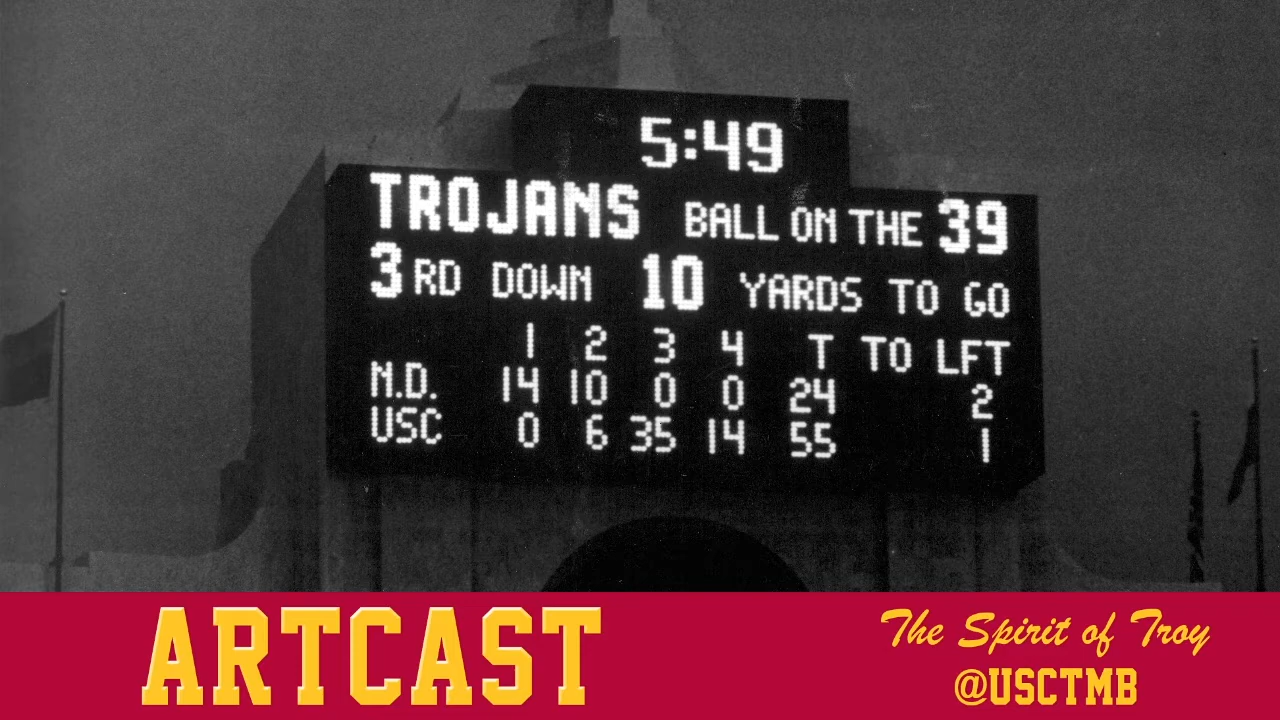 5:49
TROJANS BALL ON THE 39
3RD DOWN 10 YARDS TO GO
1 2 3 4 T TO LFT
N.D. 14 10 0 0 24 2
USC 0 6 35 14 55 1
ARTCAST
The Spirit of Troy
@USCTMB